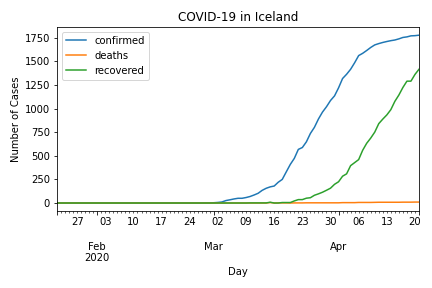 COVID-19 in Iceland
confirmed
deaths
recovered
Number of Cases
1750
1500
1250
1000
750
500
250
0
27 03 10 17 24 02 09 16 23 30 06 13 20
Feb Mar Apr
2020
Day